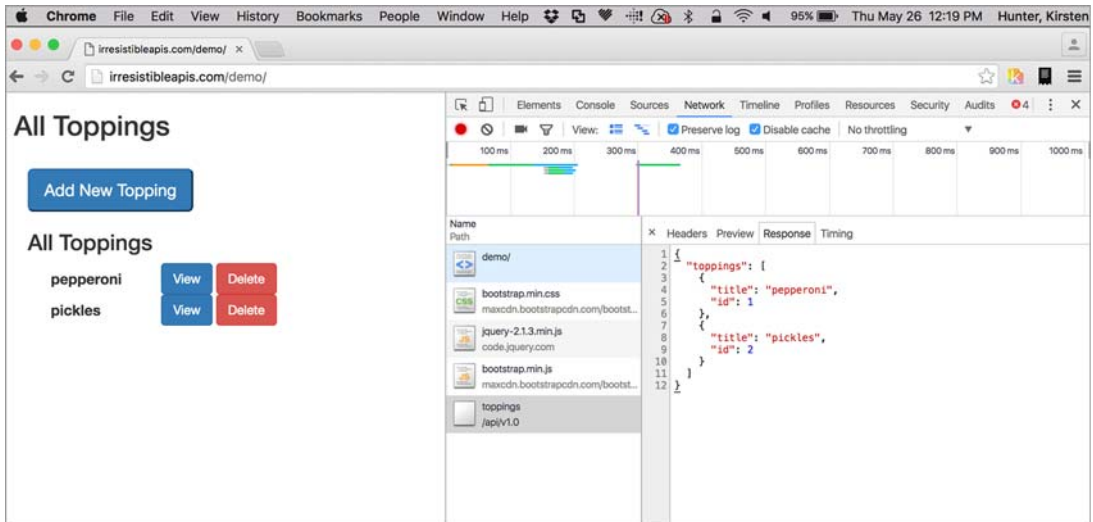 Chrome File Edit View History Bookmarks People Window Help 95% Thu May 26 12:19 PM Hunter, Kirsten
irresistibleapis.com/demo/ ×
irresistibleapis.com/demo/
All Toppings
Add New Topping
All Toppings
pepperoni View Delete
pickles View Delete
Elements Console Sources Network Timeline Profiles Resources Security Audits 4
View: Preserve log Disable cache No throttling
100 ms 200 ms 300 ms 400 ms 500 ms 600 ms 700 ms 800 ms 900 ms 1000 ms
Name
Path
demo/
bootstrap.min.css
maxcdn.bootstrapcdn.com/bootst...
jquery-2.1.3.min.js
code.jquery.com
bootstrap.min.js
maxcdn.bootstrapcdn.com/bootst...
toppings
/api/v1.0
× Headers Preview Response Timing
1 {
2 "toppings": [
3 {
4 "title": "pepperoni",
5 "id": 1
6 },
7 {
8 "title": "pickles",
9 "id": 2
10 }
11 ]
12 }